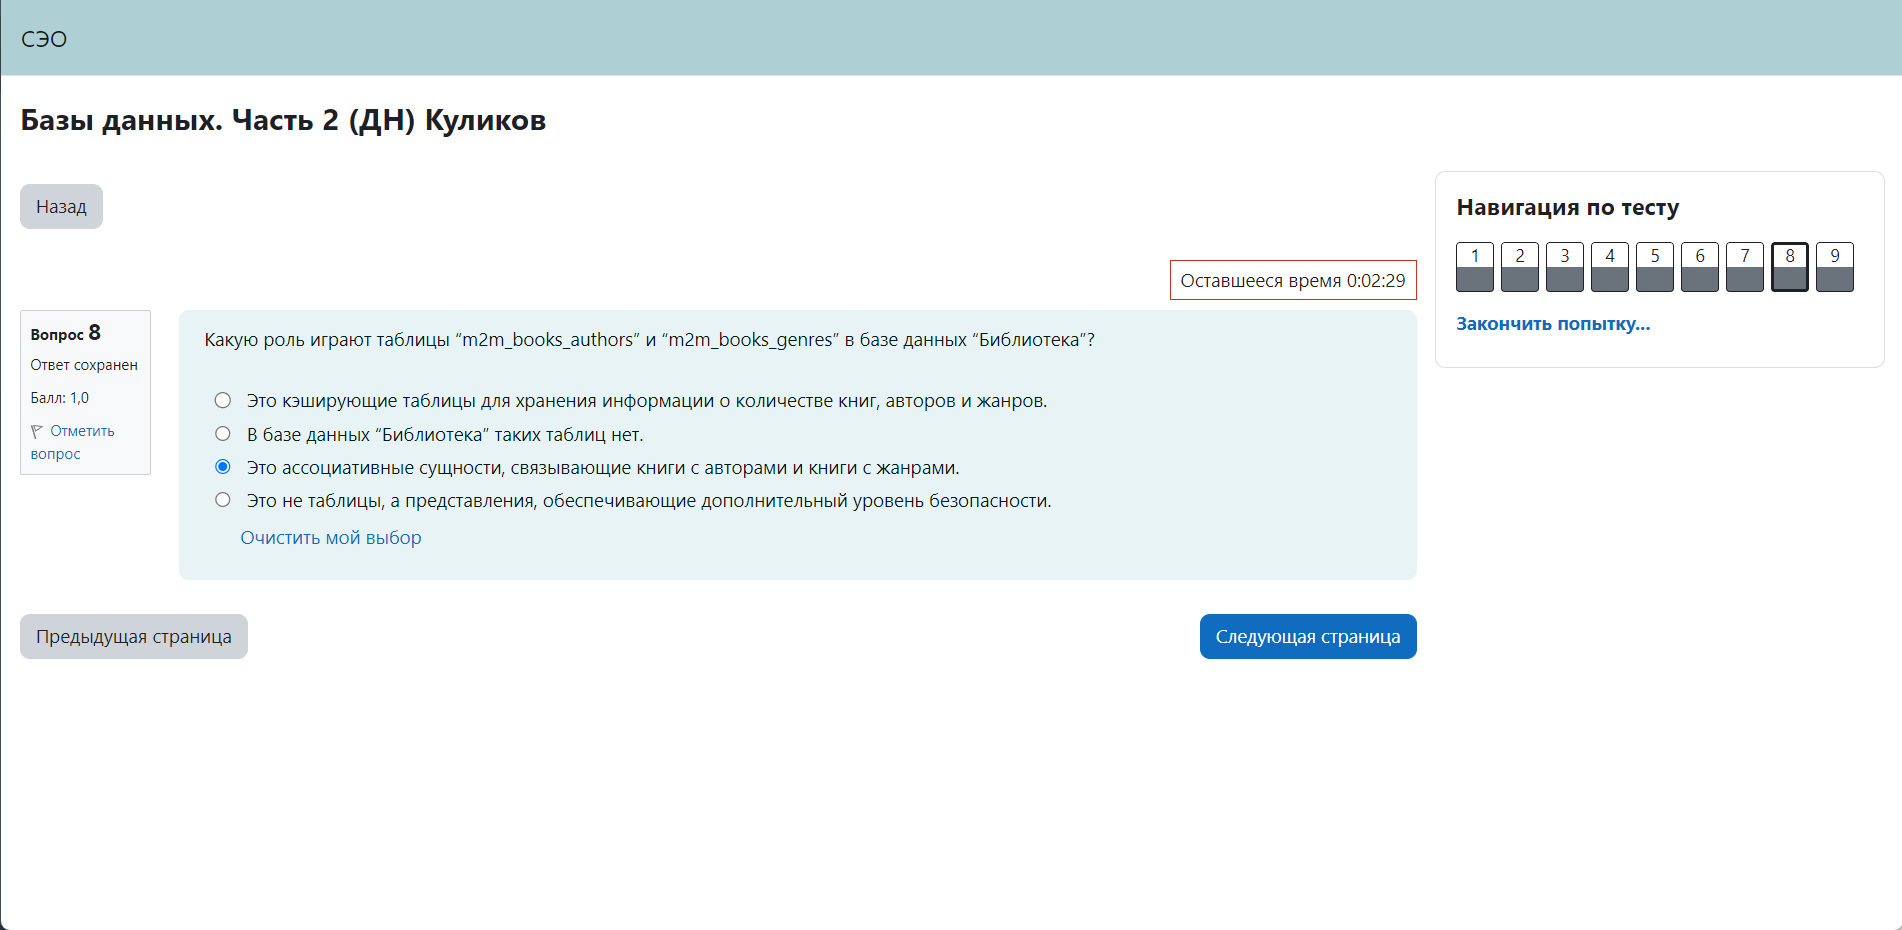 СЭО
Базы данных. Часть 2 (ДН) Куликов
Назад
Оставшееся время 0:02:29
Вопрос 8
Ответ сохранен
Балл: 1,0
Отметить
вопрос
Какую роль играют таблицы “m2m_books_authors” и “m2m_books_genres” в базе данных “Библиотека”?
Это кэширующие таблицы для хранения информации о количестве книг, авторов и жанров.
В базе данных “Библиотека” таких таблиц нет.
Это ассоциативные сущности, связывающие книги с авторами и книги с жанрами.
Это не таблицы, а представления, обеспечивающие дополнительный уровень безопасности.
Очистить мой выбор
Предыдущая страница
Следующая страница
Навигация по тесту
1 2 3 4 5 6 7 8 9
Закончить попытку...